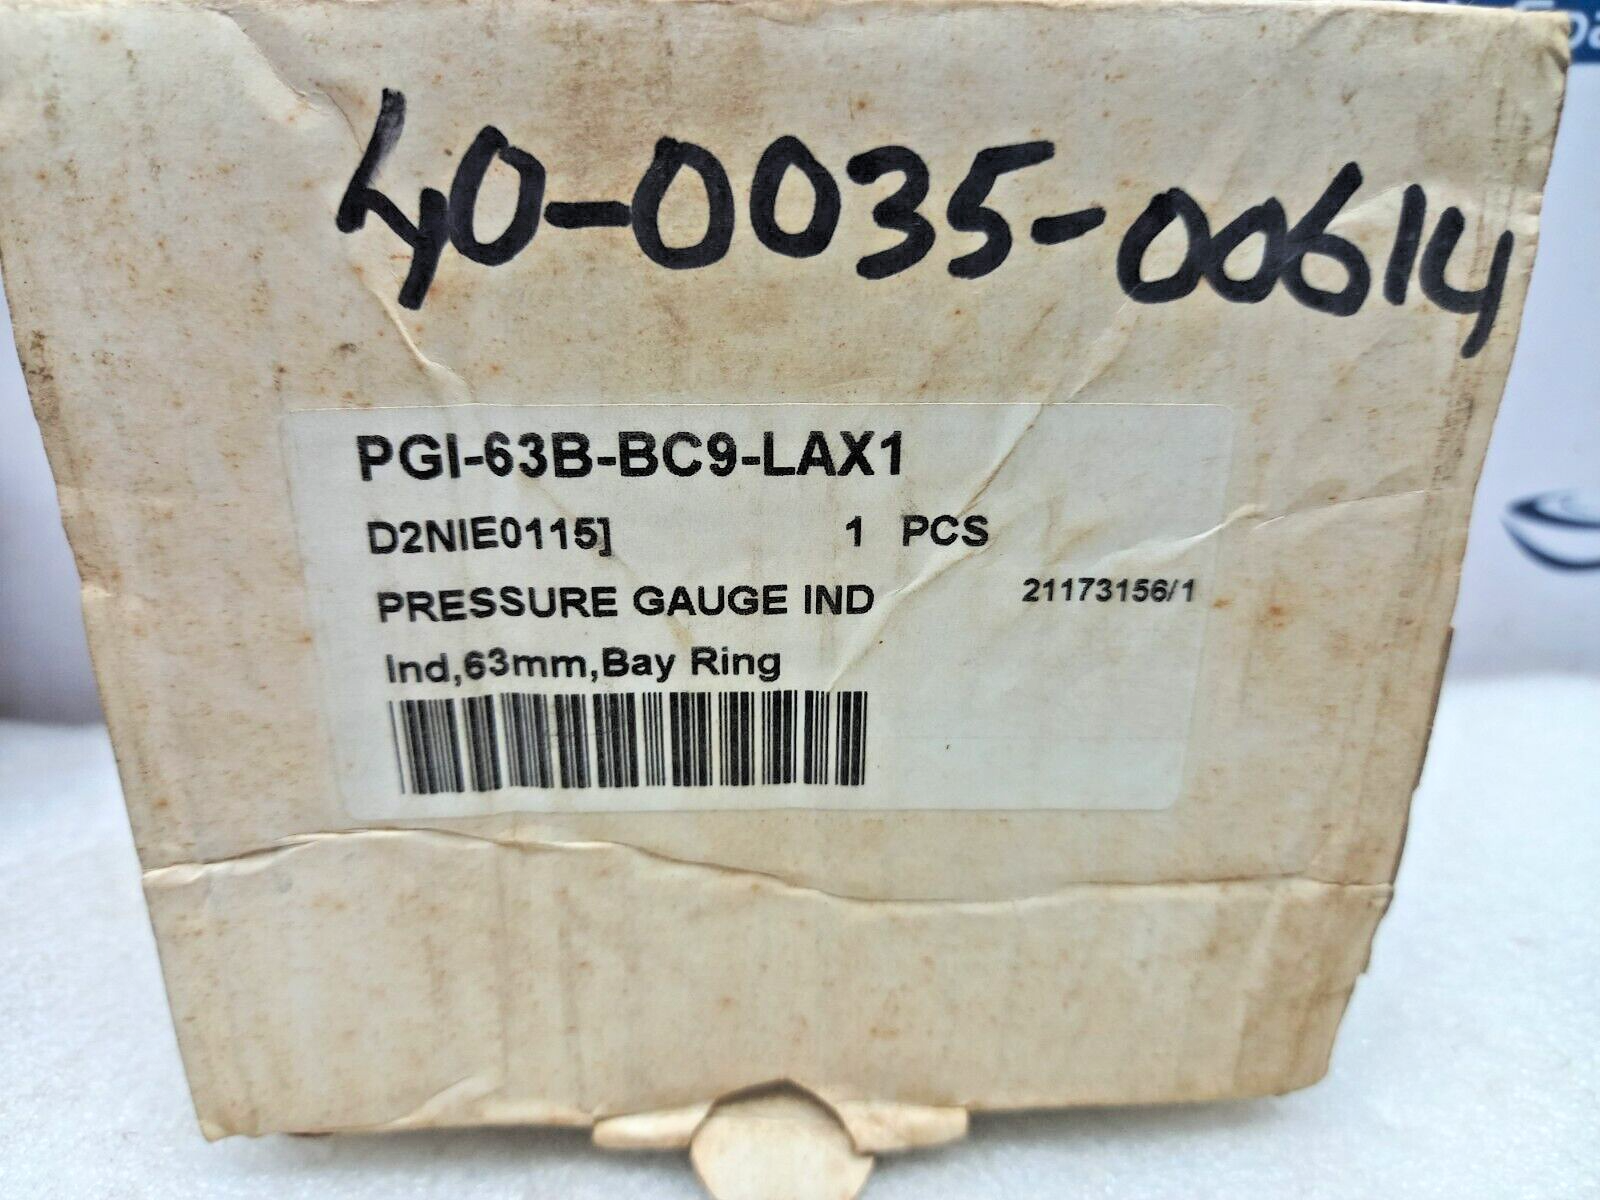 40-0035-00614
PGI-63B-BC9-LAX1
D2NIE0115] 1 PCS
PRESSURE GAUGE IND 21173156/1
Ind,63mm,Bay Ring